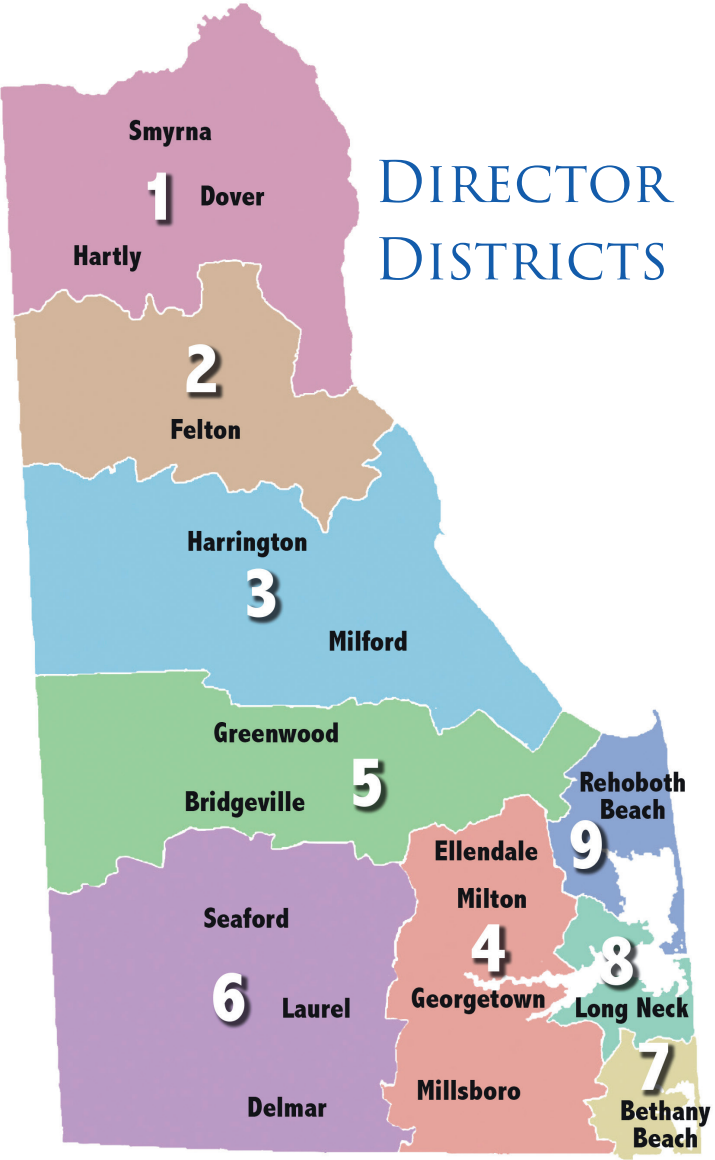 Smyrna
1
Dover
Hartly
DIRECTOR
DISTRICTS
2
Felton
Harrington
3
Milford
Greenwood
5
Bridgeville
Rehoboth
Beach
9
Ellendale
Milton
4
Georgetown
Millsboro
Seaford
6
Laurel
Delmar
8
Long Neck
7
Bethany
Beach